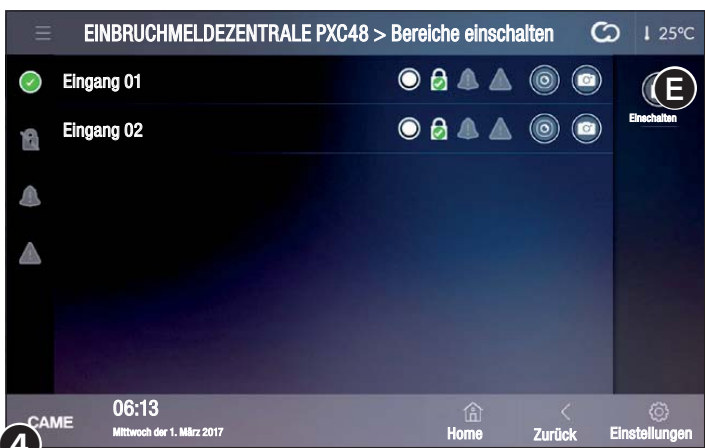 EINBRUCHMELDEZENTRALE PXC48 > Bereiche einschalten
25°C
Eingang 01
E
Einschalten
Eingang 02
CAME
06:13
Mittwoch der 1. März 2017
Home
Zurück
Einstellungen
4